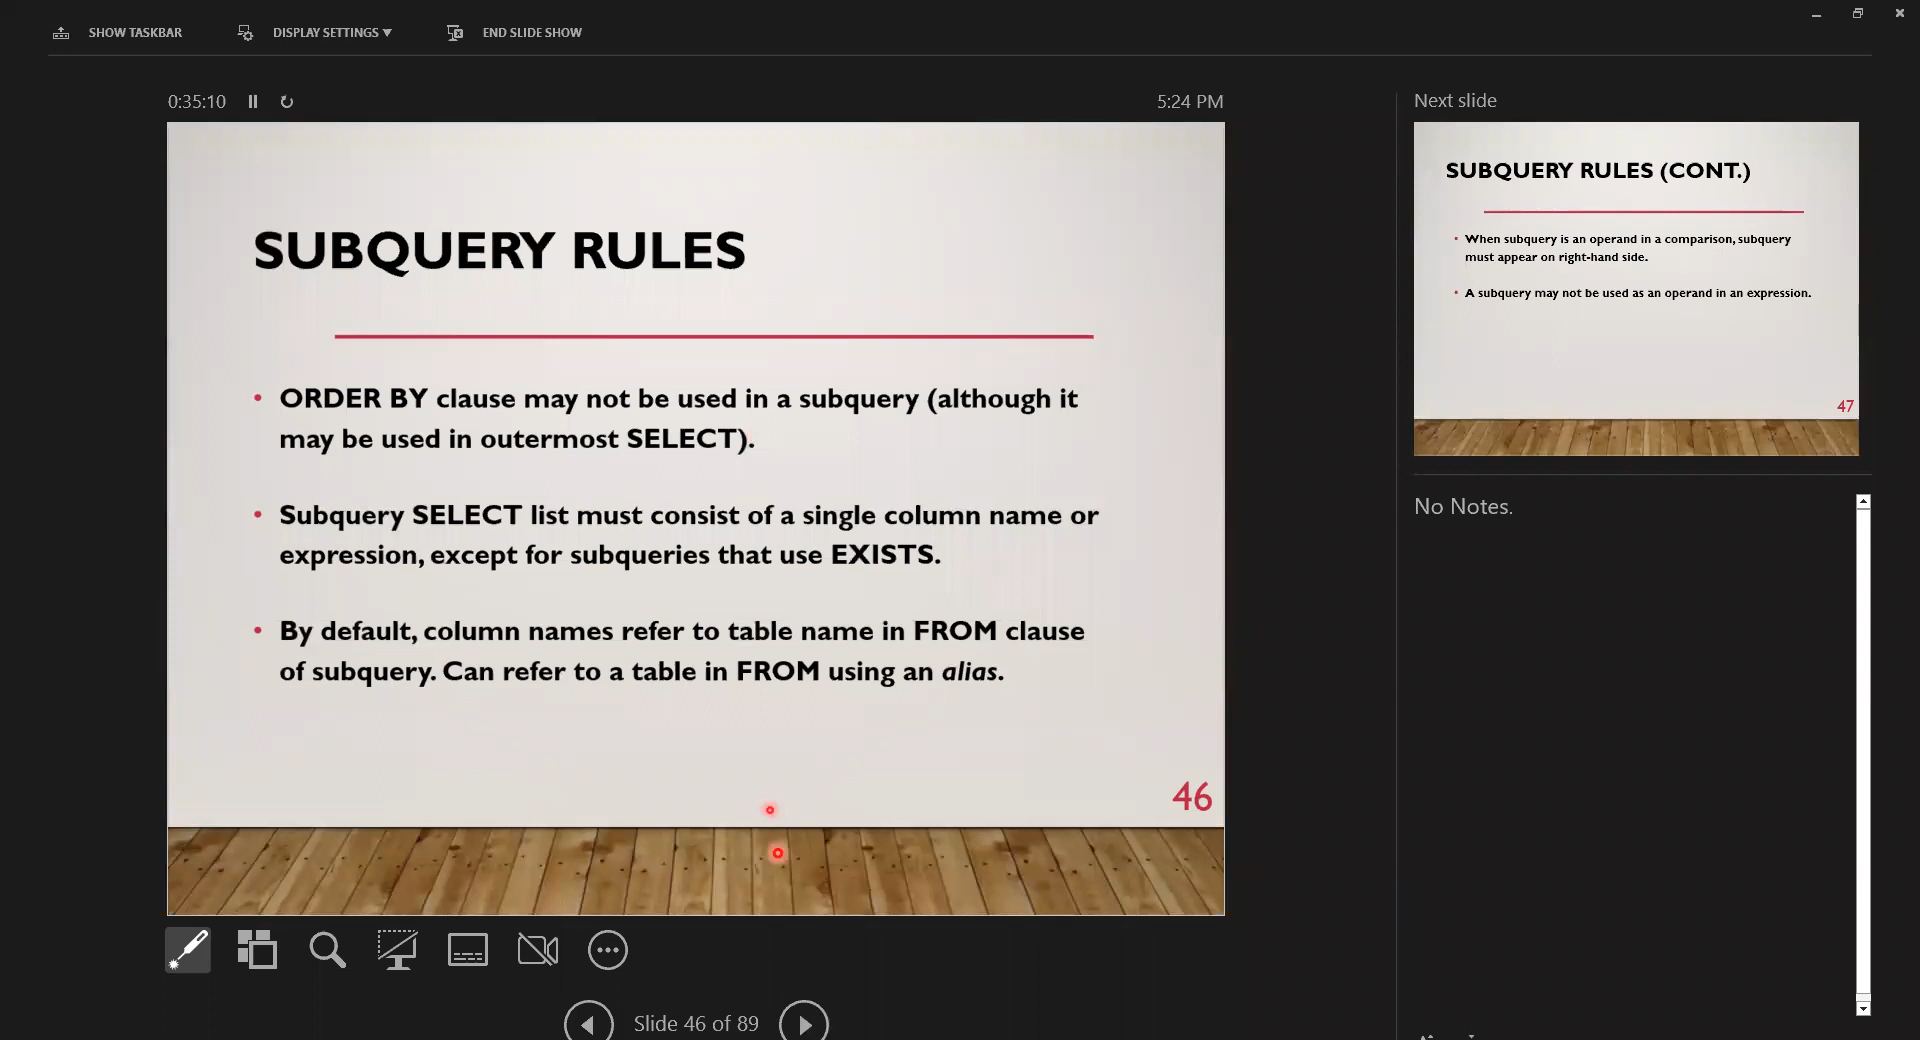 SHOW TASKBAR
DISPLAY SETTINGS ▼
END SLIDE SHOW
0:35:10
5:24 PM
SUBQUERY RULES
• ORDER BY clause may not be used in a subquery (although it
may be used in outermost SELECT).
• Subquery SELECT list must consist of a single column name or
expression, except for subqueries that use EXISTS.
• By default, column names refer to table name in FROM clause
of subquery. Can refer to a table in FROM using an alias.
46
Slide 46 of 89
Next slide
SUBQUERY RULES (CONT.)
• When subquery is an operand in a comparison, subquery
must appear on right-hand side.
• A subquery may not be used as an operand in an expression.
47
No Notes.